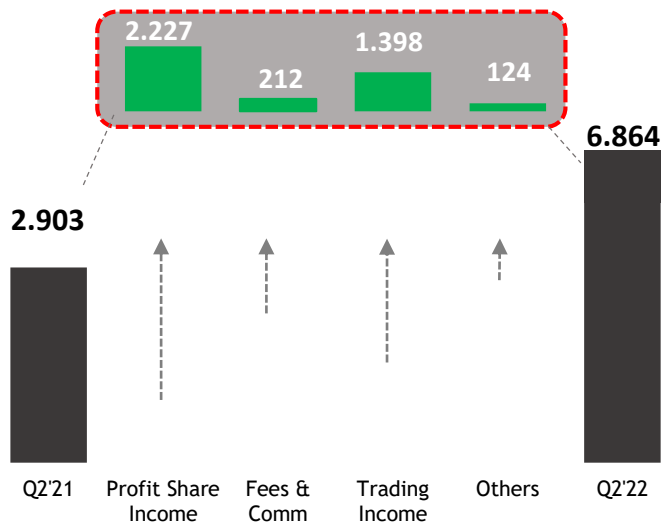 2.227
212
1.398
124
2.903
6.864
Q2'21
Profit Share
Income
Fees &
Comm
Trading
Income
Others
Q2'22